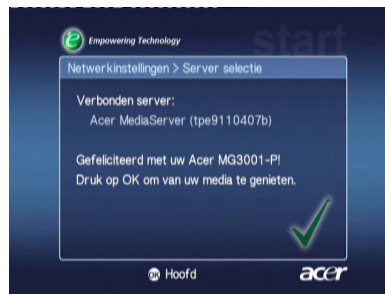 Empowering Technology
start
Netwerkinstellingen > Server selectie
Verbonden server:
Acer MediaServer (tpe9110407b)
Gefeliciteerd met uw Acer MG3001-P!
Druk op OK om van uw media te genieten.
OK Hoofd
acer